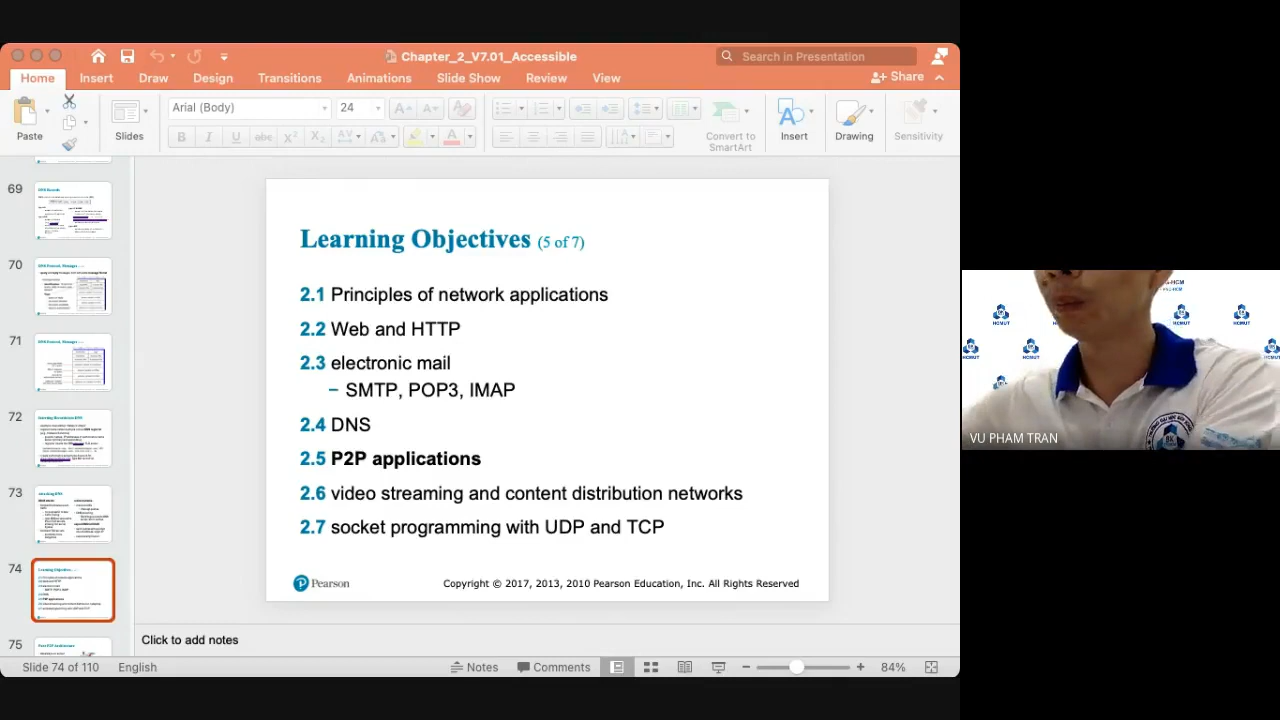 Chapter_2_V7.01_Accessible
Search in Presentation
Home Insert Draw Design Transitions Animations Slide Show Review View
Share
Arial (Body) 24
Paste Slides Convert to SmartArt Insert Drawing Sensitivity
69
70
71
72
73
74
75
Learning Objectives (5 of 7)
2.1 Principles of network applications
2.2 Web and HTTP
2.3 electronic mail
– SMTP, POP3, IMAP
2.4 DNS
2.5 P2P applications
2.6 video streaming and content distribution networks
2.7 socket programming with UDP and TCP
Pearson
Copyright © 2017, 2013, 2010 Pearson Education, Inc. All Rights Reserved
Click to add notes
Slide 74 of 110 English Notes Comments 84%
HCMUT
VU PHAM TRAN
BK